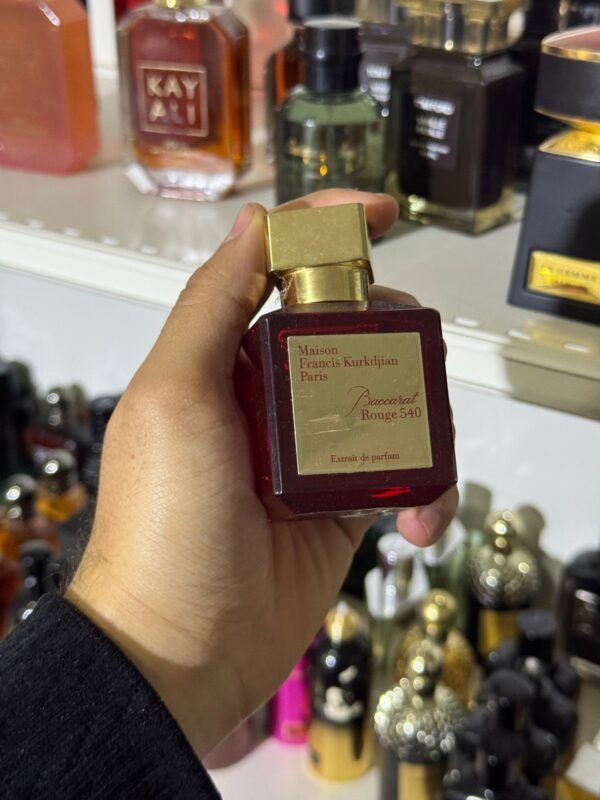 KAY
ALI
Maison
Francis Kurkdjian
Paris
Baccarat
Rouge 540
Extrait de parfum